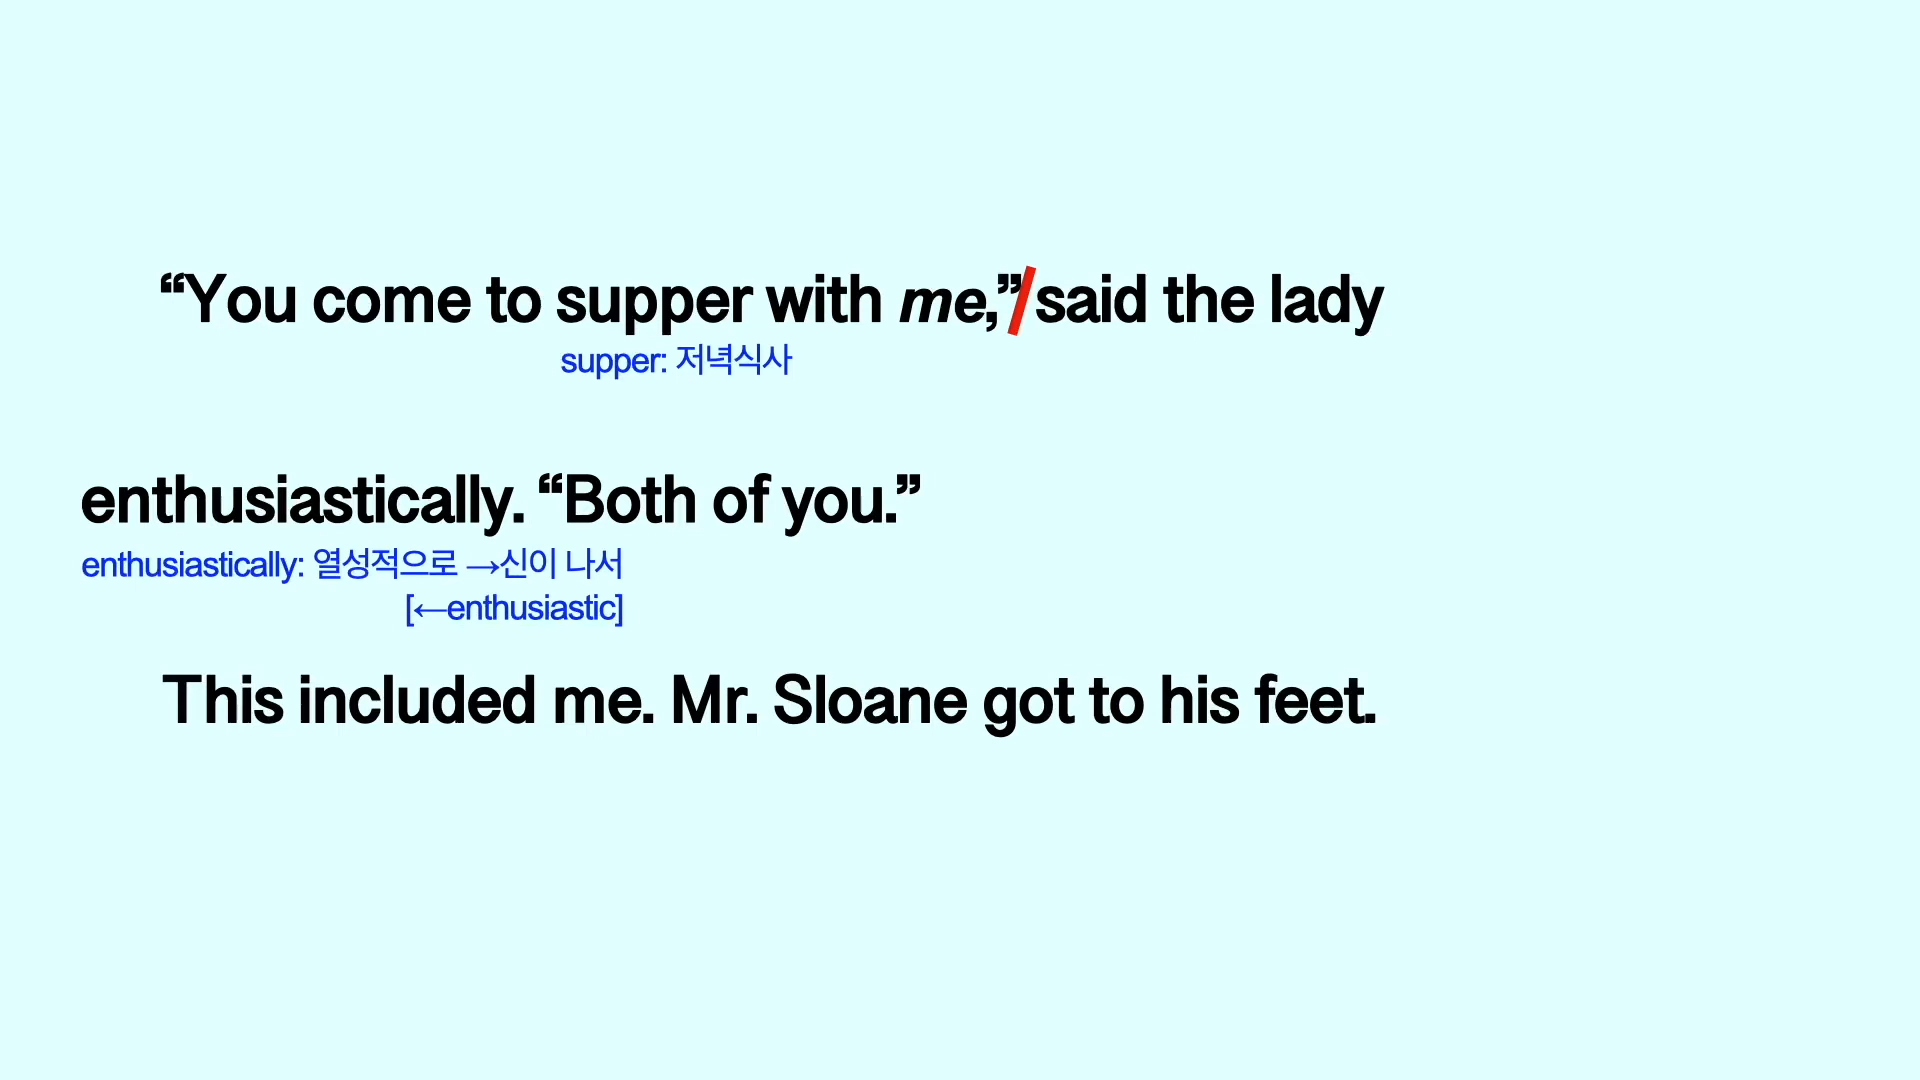 “You come to supper with me,”/said the lady
supper: 저녁식사
enthusiastically. “Both of you.”
enthusiastically: 열성적으로 →신이 나서
[←enthusiastic]
This included me. Mr. Sloane got to his feet.